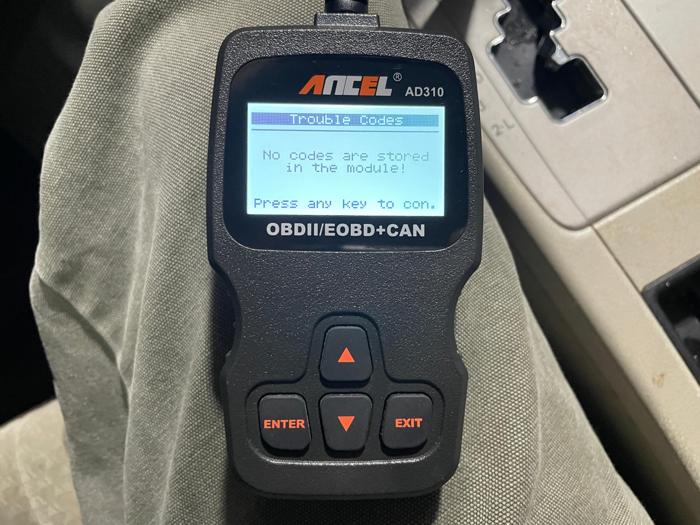 ANCEL®
AD310
Trouble Codes
No codes are stored
in the module!
Press any key to con.
OBDII/EOBD+CAN
ENTER
EXIT
2-L